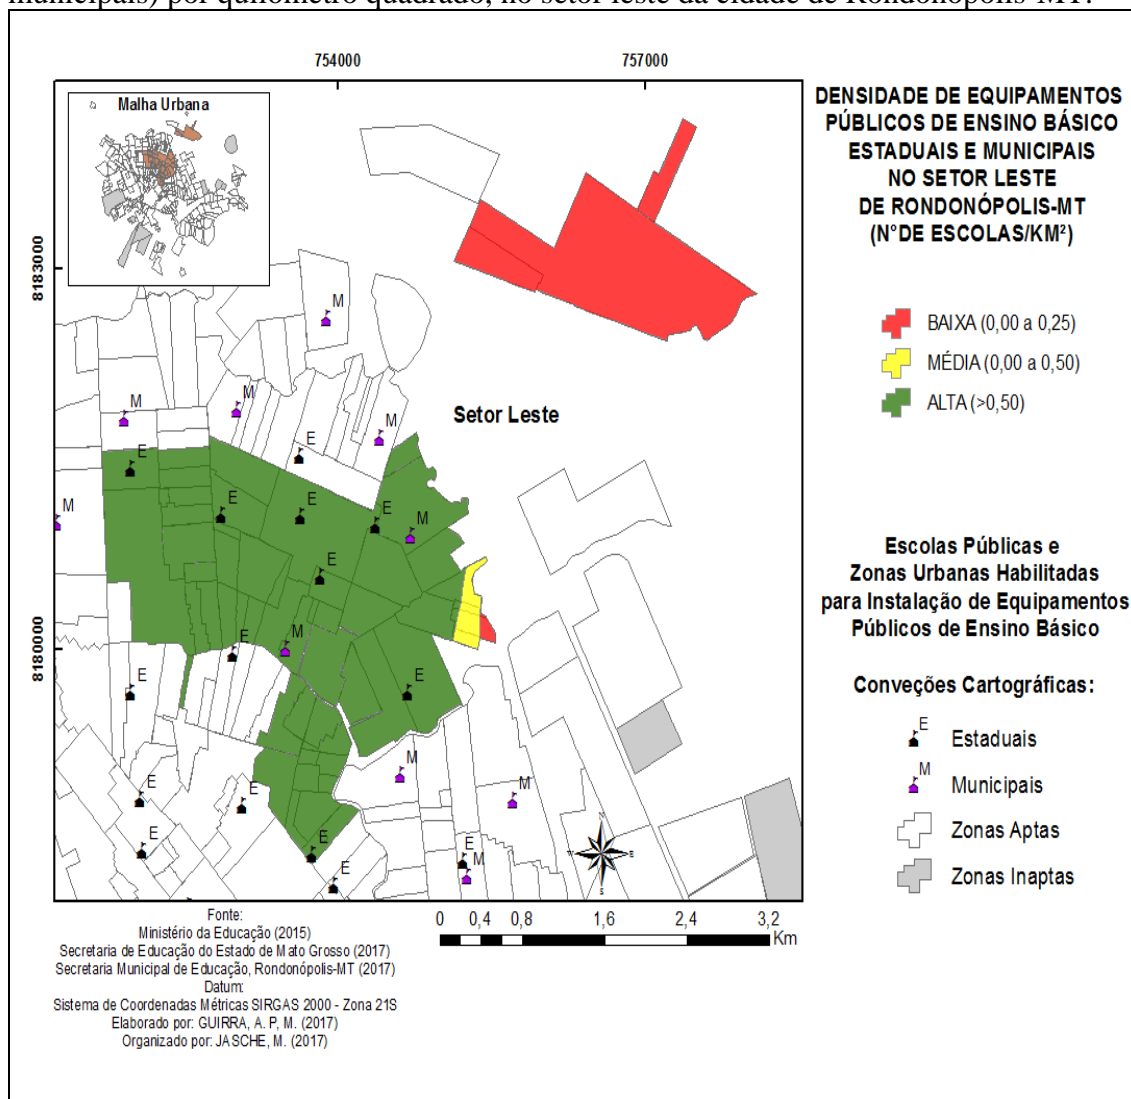 municipais) por quilômetro quadrado, no setor leste da cidade de Rondonópolis-MT.
754000
757000
Malha Urbana
8183000
8180000
Setor Leste
M
M
M
M
E
E
M
E
E
E
M
E
E
M
E
E
M
E
E
M
E
E
E
M
E
N
E
S
W
DENSIDADE DE EQUIPAMENTOS
PÚBLICOS DE ENSINO BÁSICO
ESTADUAIS E MUNICIPAIS
NO SETOR LESTE
DE RONDONÓPOLIS-MT
(N°DE ESCOLAS/KM²)
BAIXA (0,00 a 0,25)
MÉDIA (0,00 a 0,50)
ALTA (>0,50)
Escolas Públicas e
Zonas Urbanas Habilitadas
para Instalação de Equipamentos
Públicos de Ensino Básico
Conveções Cartográficas:
E Estaduais
M Municipais
Zonas Aptas
Zonas Inaptas
0 0,4 0,8 1,6 2,4 3,2
Km
Fonte:
Ministério da Educação (2015)
Secretaria de Educação do Estado de Mato Grosso (2017)
Secretaria Municipal de Educação, Rondonópolis-MT (2017)
Datum:
Sistema de Coordenadas Métricas SIRGAS 2000 - Zona 21S
Elaborado por: GUIRRA, A. P, M. (2017)
Organizado por: JASCHE, M. (2017)